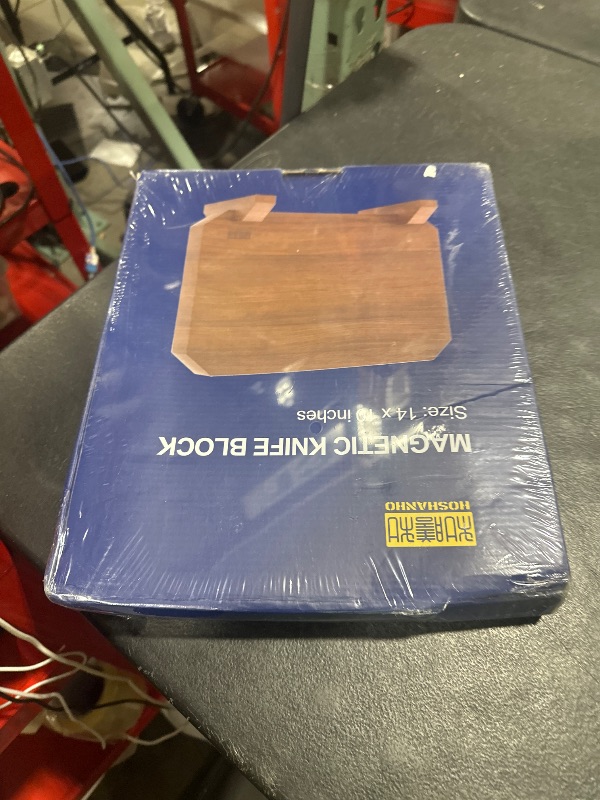 HOSHANHO
MAGNETIC KNIFE BLOCK
Size: 14 x 10 inches